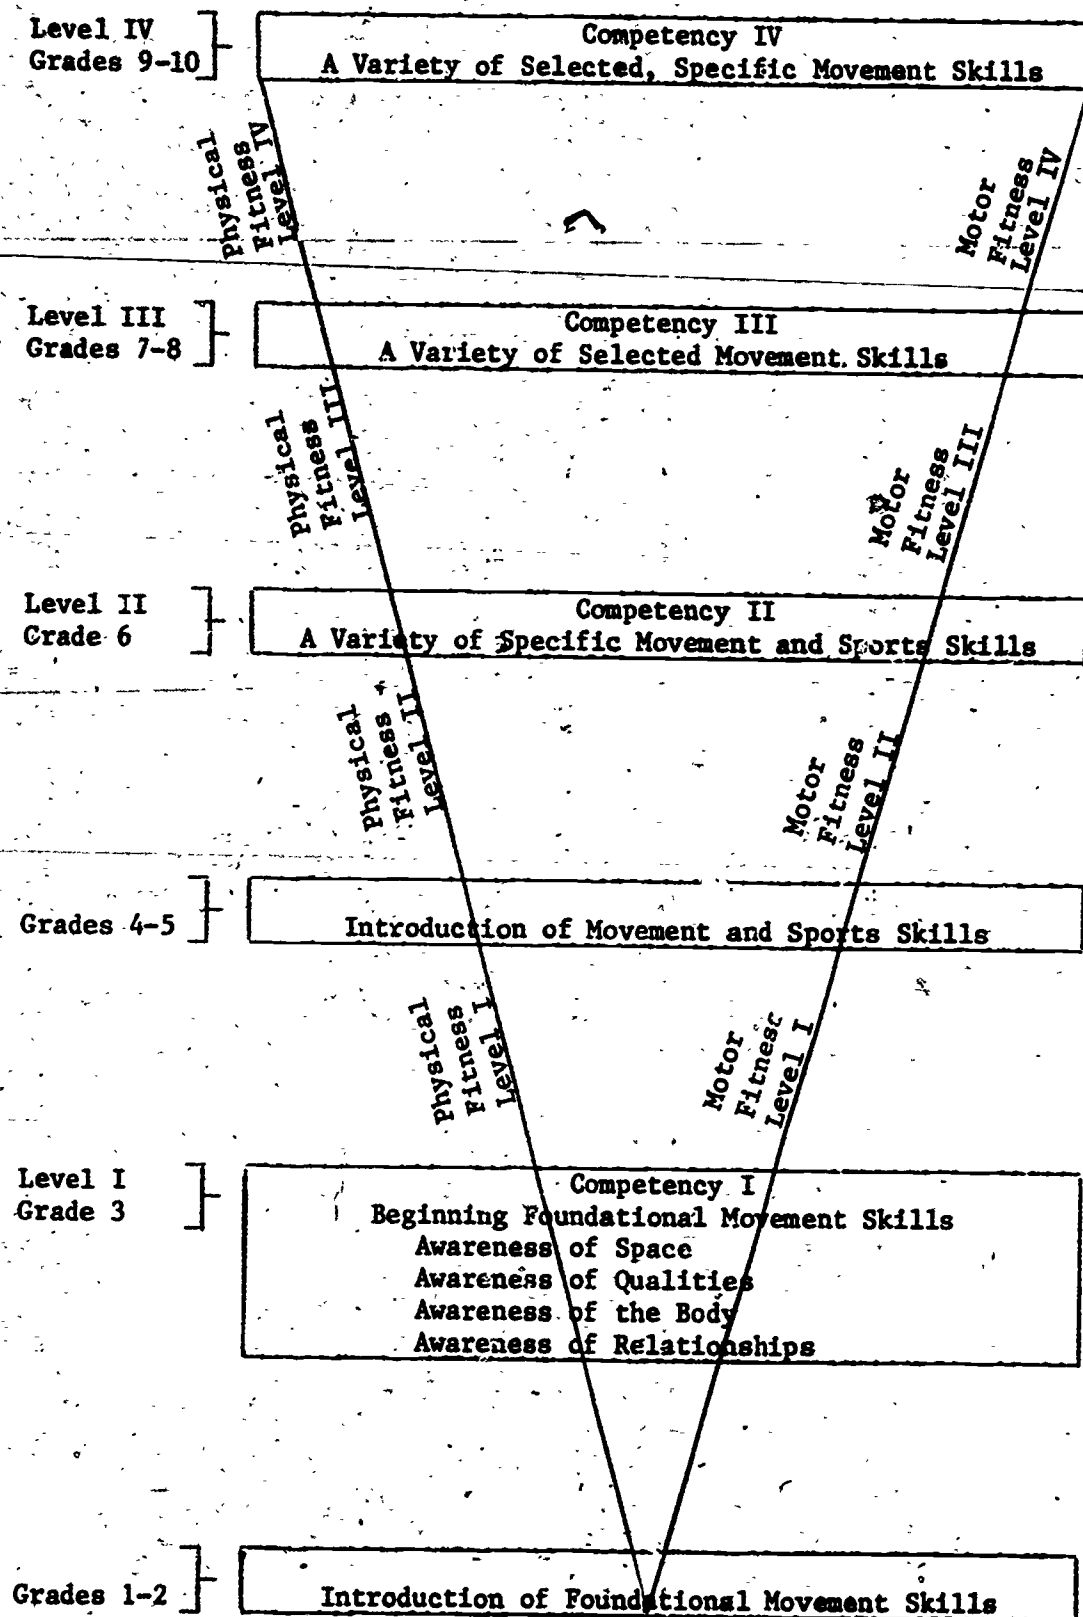 Level IV
Grades 9-10
Competency IV
A Variety of Selected, Specific Movement Skills
Physical
Fitness
Level IV
Motor
Fitness
Level IV
Level III
Grades 7-8
Competency III
A Variety of Selected Movement Skills
Physical
Fitness
Level III
Motor
Fitness
Level III
Level II
Grade 6
Competency II
A Variety of Specific Movement and Sports Skills
Physical
Fitness
Level II
Motor
Fitness
Level II
Grades 4-5
Introduction of Movement and Sports Skills
Physical
Fitness
Level I
Motor
Fitness
Level I
Level I
Grade 3
Competency I
Beginning Foundational Movement Skills
Awareness of Space
Awareness of Qualities
Awareness of the Body
Awareness of Relationships
Grades 1-2
Introduction of Foundational Movement Skills